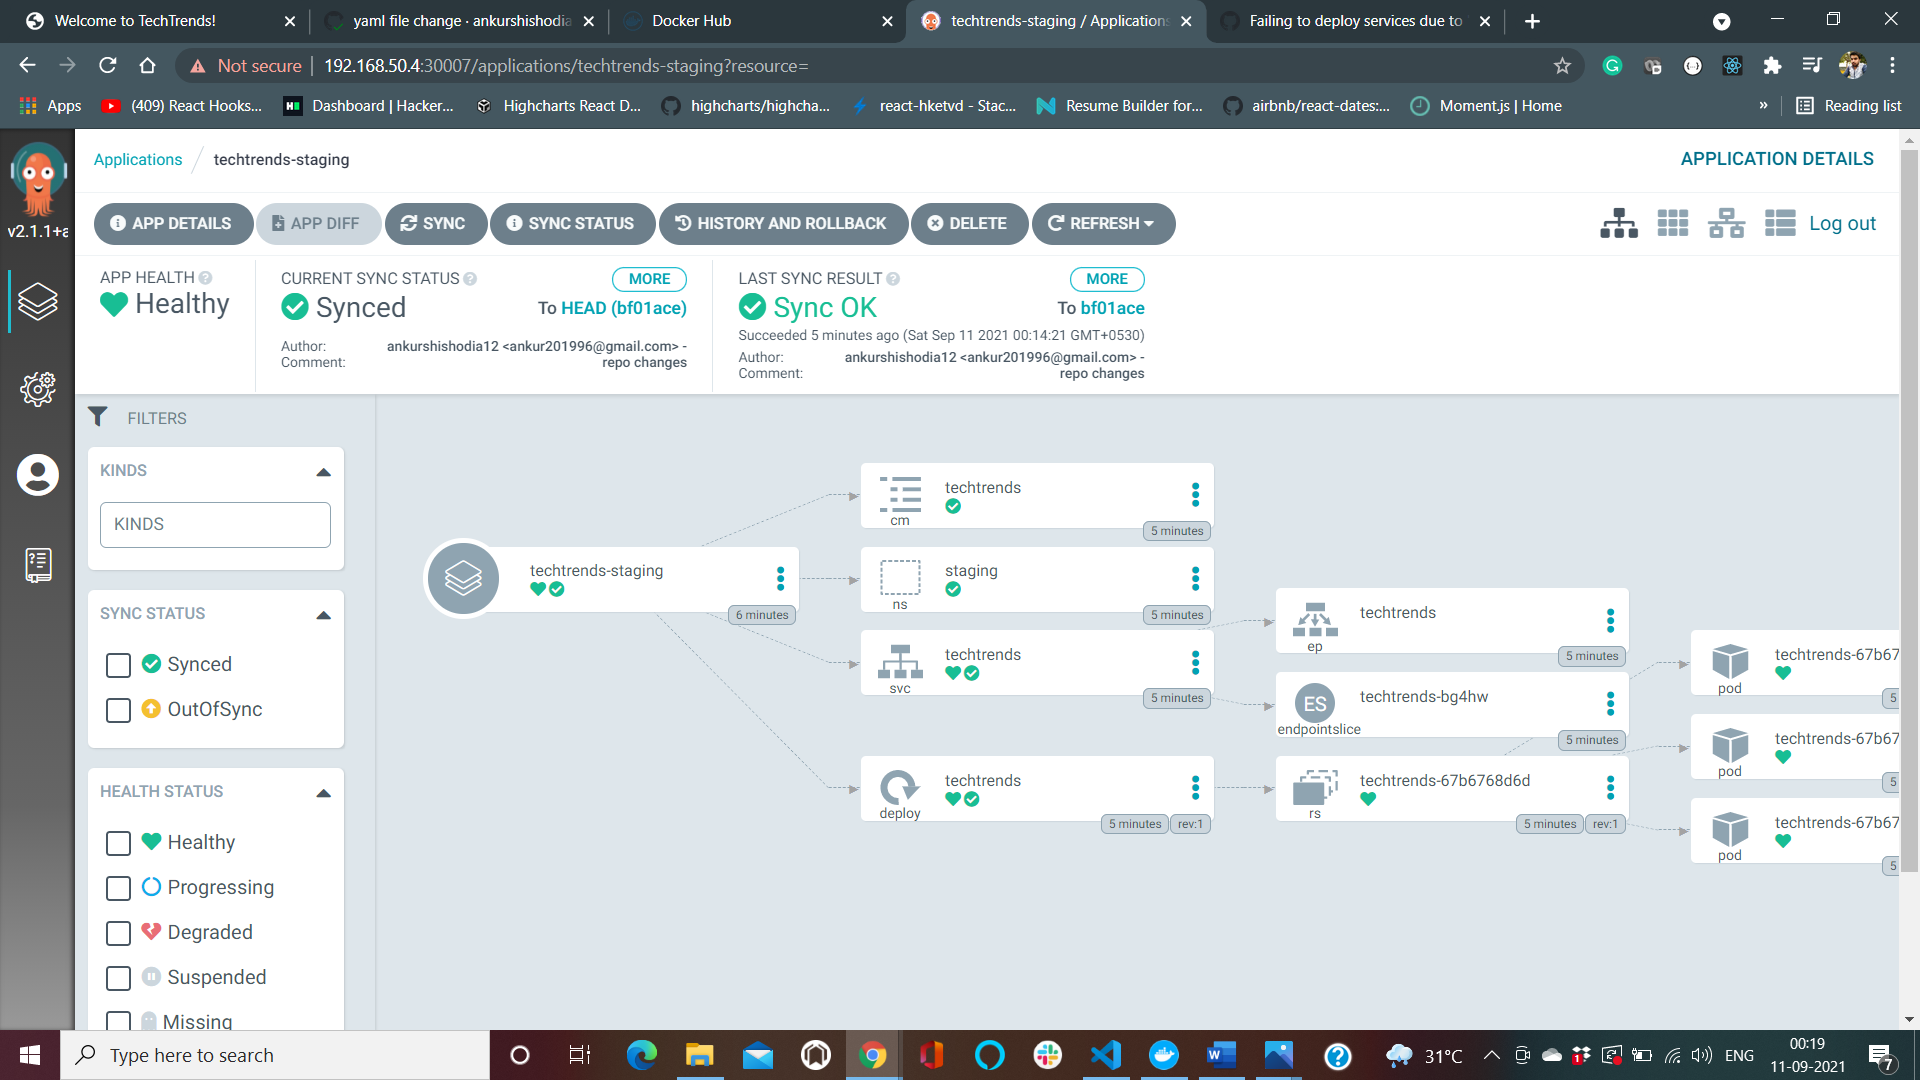 Welcome to TechTrends!
yaml file change · ankurshishodia
Docker Hub
techtrends-staging / Applications
Failing to deploy services due to
Not secure
192.168.50.4:30007/applications/techtrends-staging?resource=
Apps
(409) React Hooks...
Dashboard | Hacker...
Highcharts React D...
highcharts/highcha...
react-hketvd - Stac...
Resume Builder for...
airbnb/react-dates:...
Moment.js | Home
»
Reading list
v2.1.1+a
Applications
techtrends-staging
APPLICATION DETAILS
APP DETAILS
APP DIFF
SYNC
SYNC STATUS
HISTORY AND ROLLBACK
DELETE
REFRESH
Log out
APP HEALTH
Healthy
CURRENT SYNC STATUS
MORE
Synced
To HEAD (bf01ace)
Author:
ankurshishodia12 <ankur201996@gmail.com> -
Comment:
repo changes
LAST SYNC RESULT
MORE
Sync OK
To bf01ace
Succeeded 5 minutes ago (Sat Sep 11 2021 00:14:21 GMT+0530)
Author:
ankurshishodia12 <ankur201996@gmail.com> -
Comment:
repo changes
FILTERS
KINDS
KINDS
SYNC STATUS
Synced
OutOfSync
HEALTH STATUS
Healthy
Progressing
Degraded
Suspended
Missing
techtrends-staging
6 minutes
techtrends
cm
5 minutes
staging
ns
5 minutes
techtrends
svc
5 minutes
techtrends
deploy
5 minutes
rev:1
techtrends
ep
5 minutes
ES
techtrends-bg4hw
endpointslice
5 minutes
techtrends-67b6768d6d
rs
5 minutes
rev:1
techtrends-67b67
pod
5
techtrends-67b67
pod
5
techtrends-67b67
pod
5
Type here to search
31°C
ENG
00:19
11-09-2021
7
1